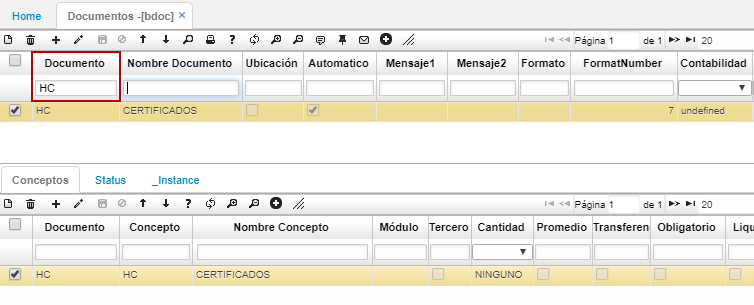 Home Documentos -[bdoc] ×
Página 1 de 1 20
Documento Nombre Documento Ubicación Automatico Mensaje1 Mensaje2 Formato FormatNumber Contabilidad
HC
HC CERTIFICADOS 7 undefined
Conceptos Status _Instance
Página 1 de 1 20
Documento Concepto Nombre Concepto Módulo Tercero Cantidad Promedio Transferenc Obligatorio Liqu
HC HC CERTIFICADOS NINGUNO